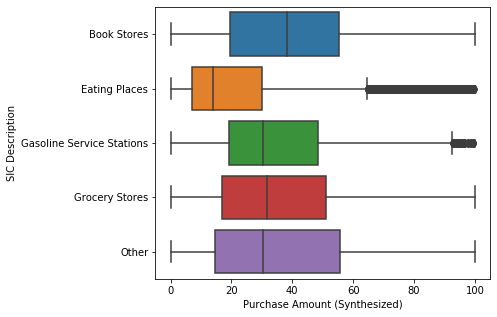 SIC Description
Book Stores
Eating Places
Gasoline Service Stations
Grocery Stores
Other
0 20 40 60 80 100
Purchase Amount (Synthesized)